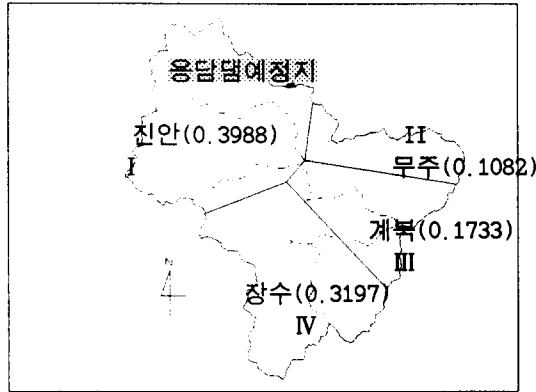 용담댐예정지
진안(0.3988)
I
II
무주(0.1082)
계북(0.1733)
III
장수(0.3197)
IV
N